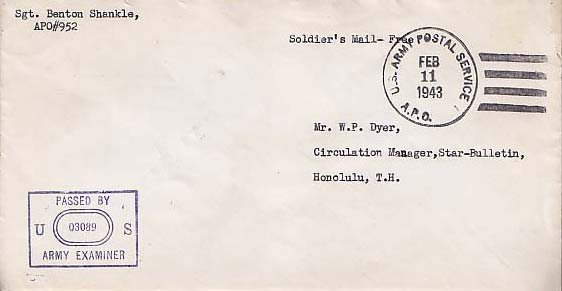 Sgt. Benton Shankle,
APO#952
Soldier's Mail- Free
U.S. ARMY POSTAL SERVICE
FEB
11
1943
A.P.O.
Mr. W.P. Dyer,
Circulation Manager,Star-Bulletin,
Honolulu, T.H.
PASSED BY
U 03089 S
ARMY EXAMINER